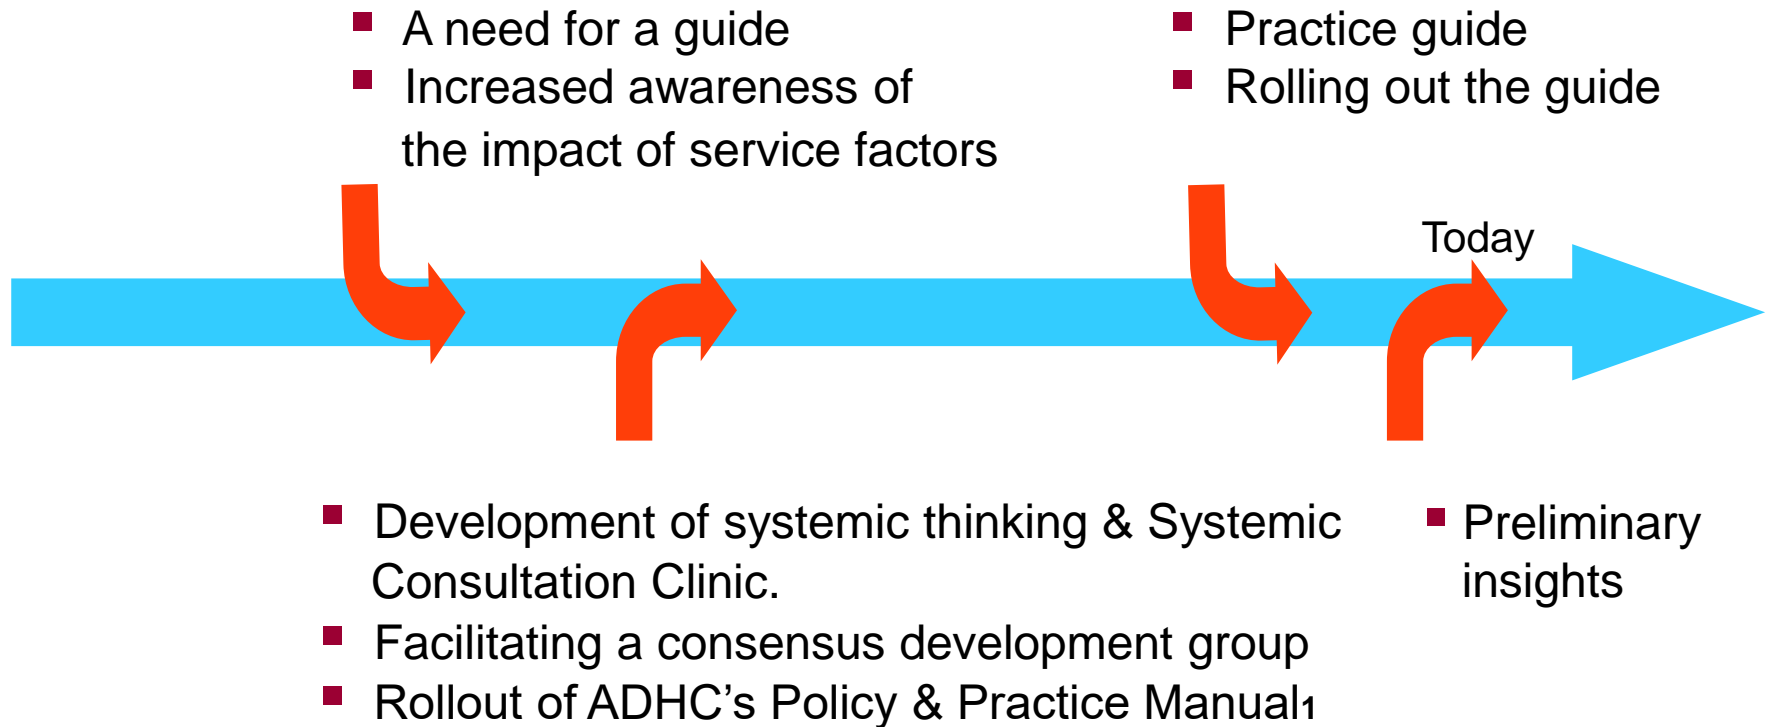 ▪ A need for a guide
▪ Increased awareness of
the impact of service factors
▪ Practice guide
▪ Rolling out the guide
Today
▪ Development of systemic thinking & Systemic
Consultation Clinic.
▪ Facilitating a consensus development group
▪ Rollout of ADHC’s Policy & Practice Manual₁
▪ Preliminary
insights